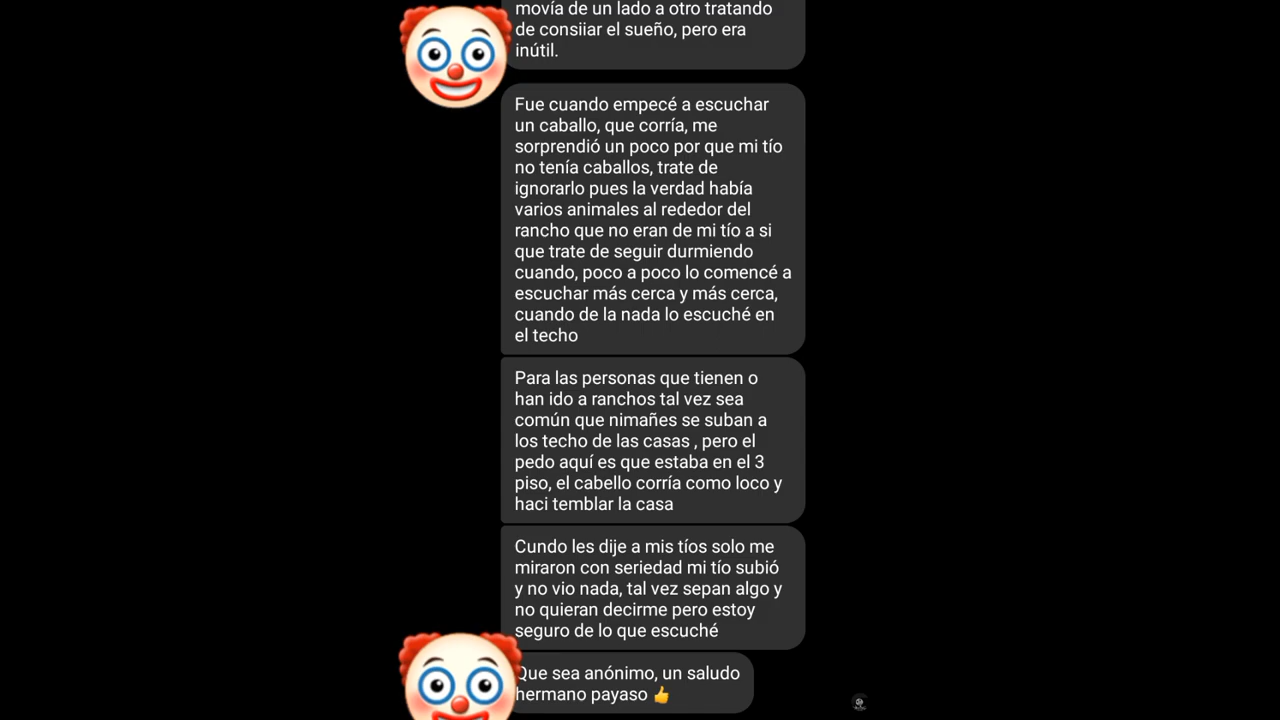 movía de un lado a otro tratando
de consiiar el sueño, pero era
inútil.
Fue cuando empecé a escuchar
un caballo, que corría, me
sorprendió un poco por que mi tío
no tenía caballos, trate de
ignorarlo pues la verdad había
varios animales al rededor del
rancho que no eran de mi tío a si
que trate de seguir durmiendo
cuando, poco a poco lo comencé a
escuchar más cerca y más cerca,
cuando de la nada lo escuché en
el techo
Para las personas que tienen o
han ido a ranchos tal vez sea
común que nimañes se suban a
los techo de las casas , pero el
pedo aquí es que estaba en el 3
piso, el cabello corría como loco y
haci temblar la casa
Cundo les dije a mis tíos solo me
miraron con seriedad mi tío subió
y no vio nada, tal vez sepan algo y
no quieran decirme pero estoy
seguro de lo que escuché
Que sea anónimo, un saludo
hermano payaso 👍